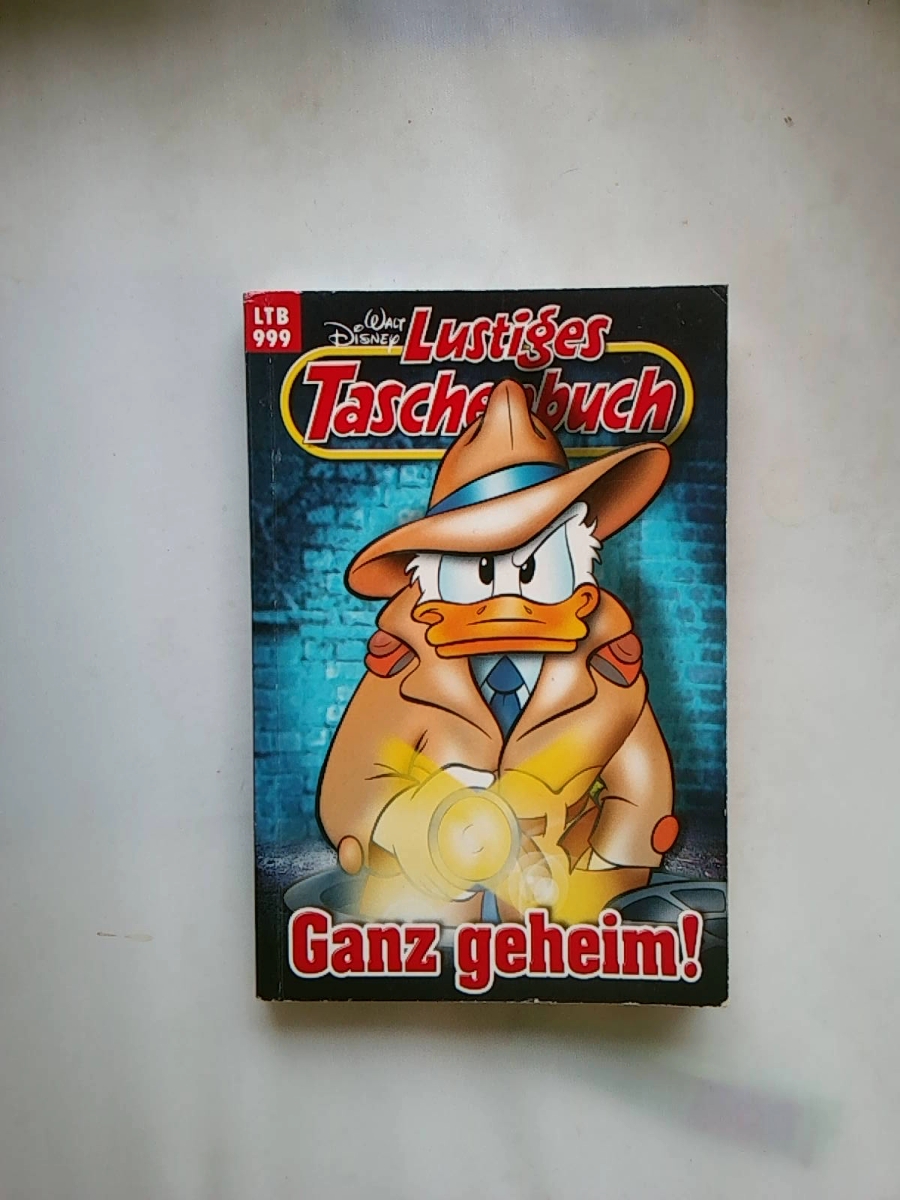 LTB
999
WALT
DISNEY
Lustiges
Taschenbuch
Ganz geheim!